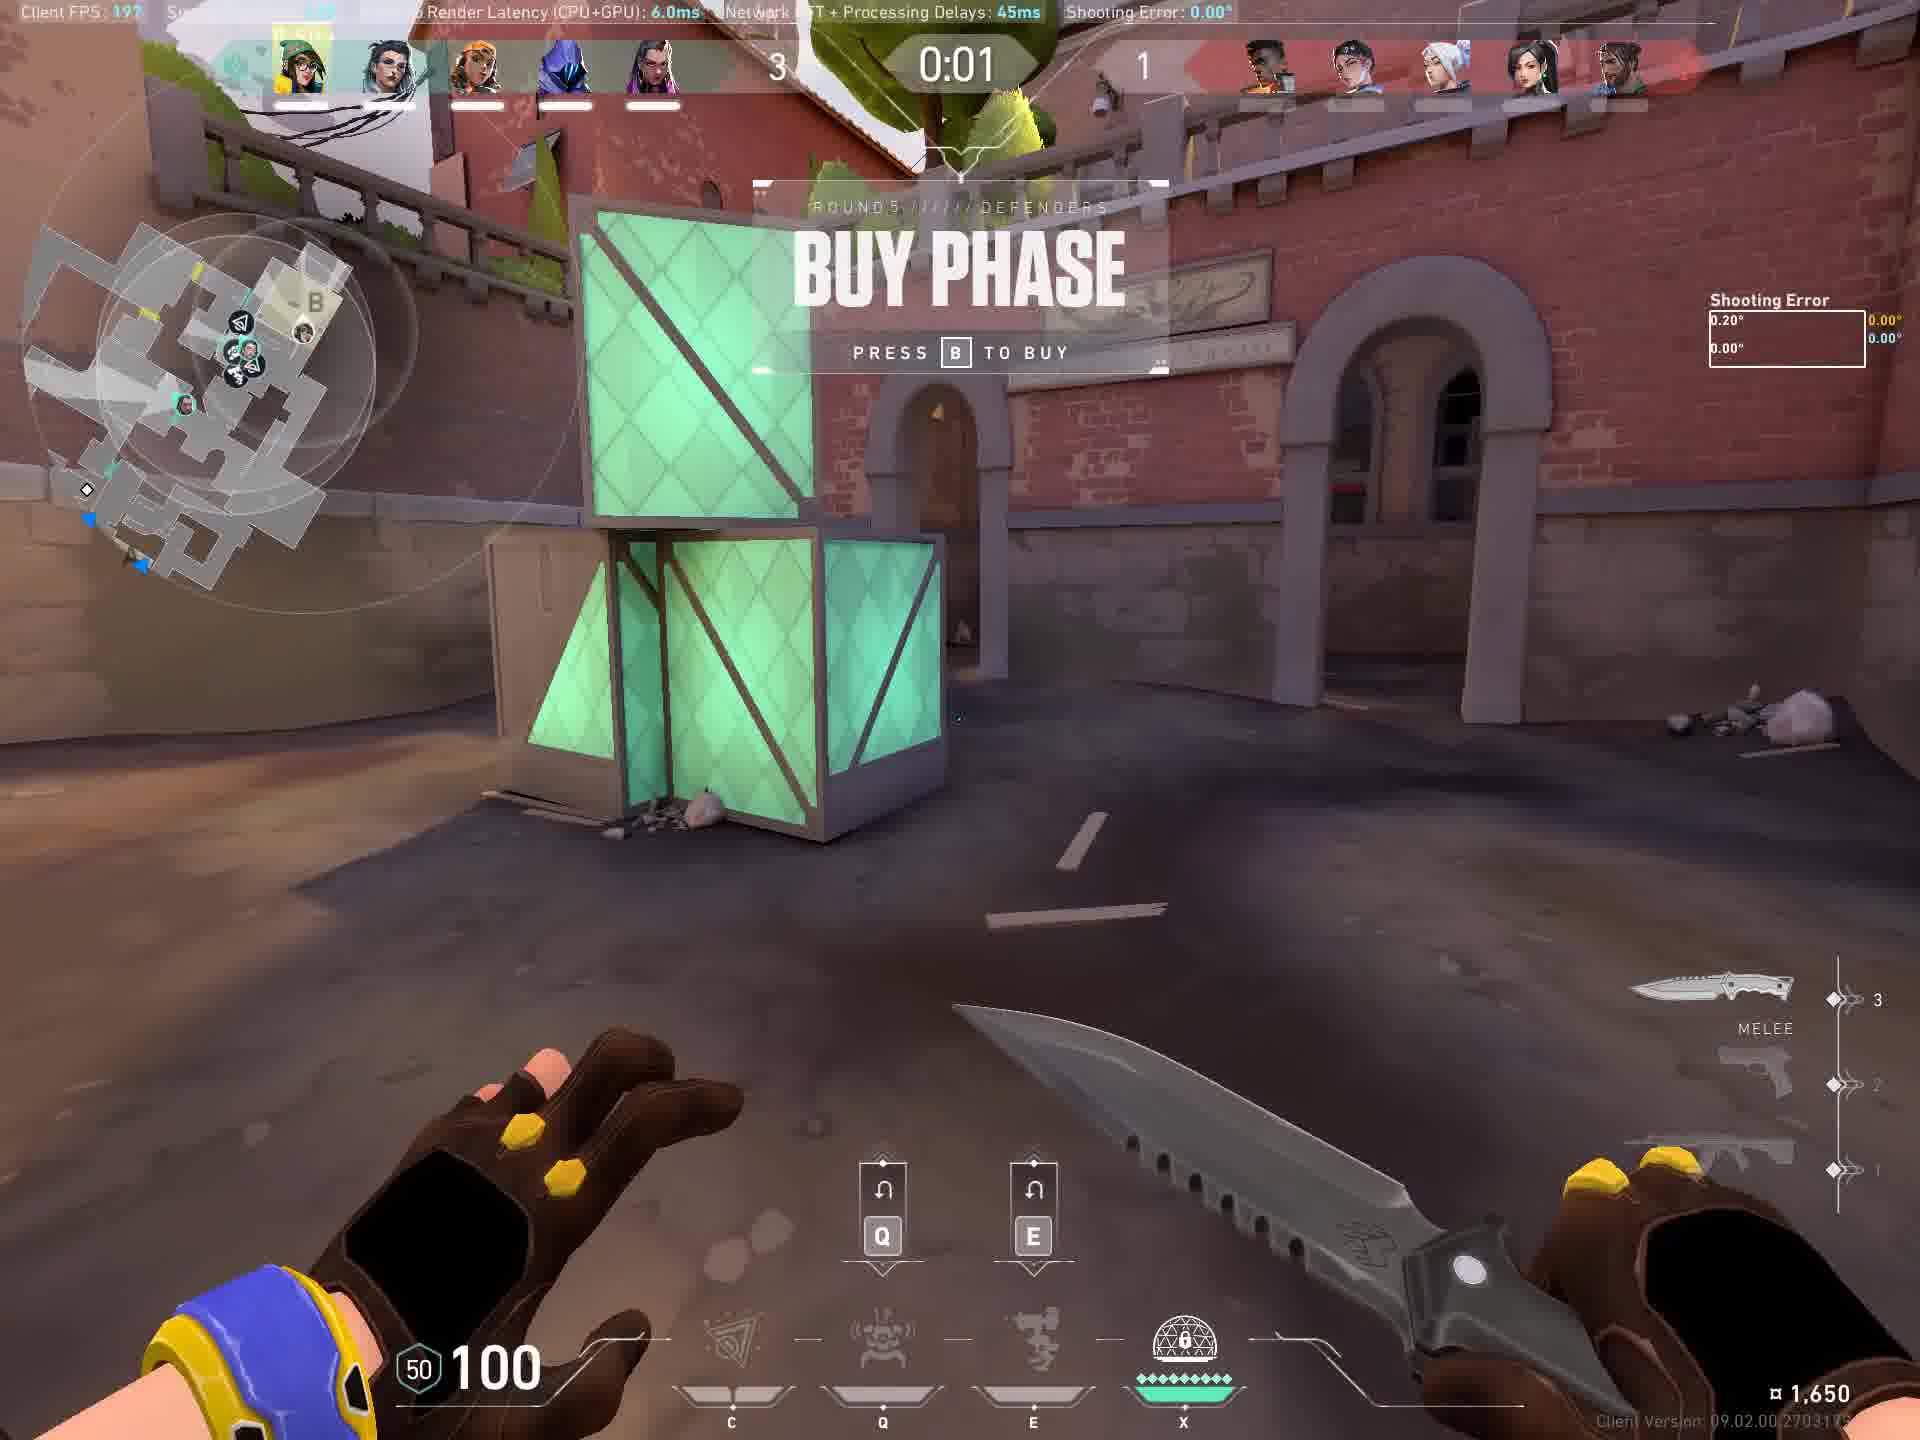 Client FPS: 197
Render Latency (CPU+GPU): 6.0ms
Network
+ Processing Delays: 45ms
Shooting Error: 0.00°
3
0:01
1
ROUND 5 ////// DEFENDERS
BUY PHASE
PRESS B TO BUY
B
Shooting Error
0.20°
0.00°
0.00°
0.00°
3
MELEE
2
1
Q
E
50
100
C
Q
E
X
¤ 1,650
Client Version: 09.02.00.